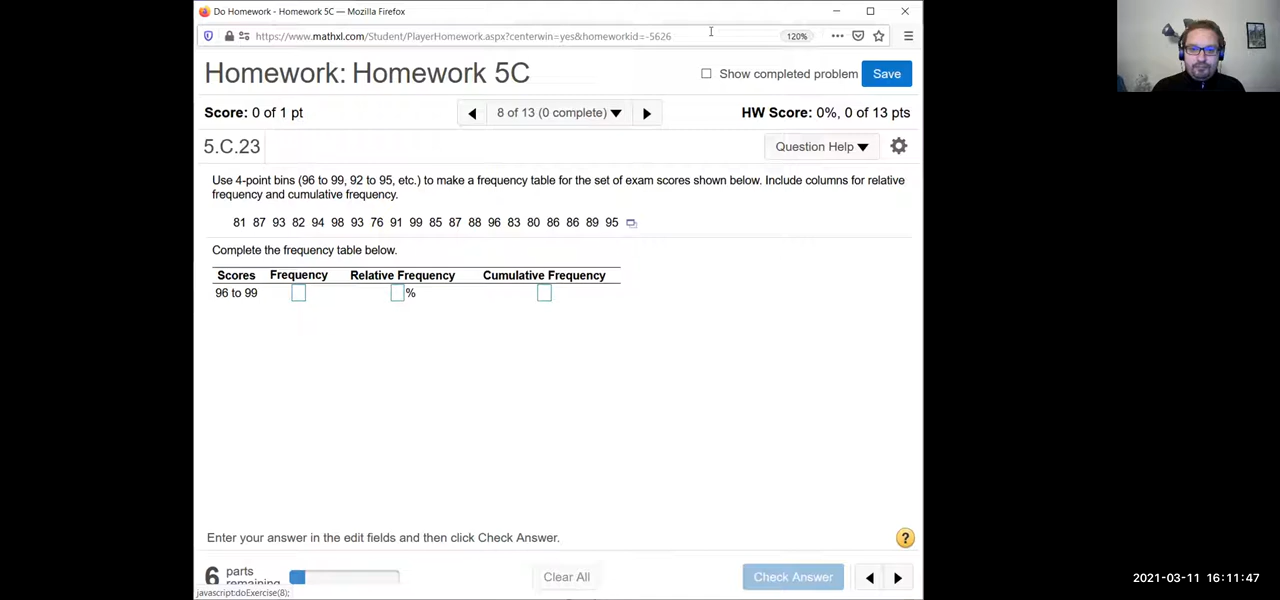 Do Homework - Homework 5C — Mozilla Firefox
https://www.mathxl.com/Student/PlayerHomework.aspx?centerwin=yes&homeworkid=-5626
120%
Homework: Homework 5C
Show completed problem
Save
Score: 0 of 1 pt
8 of 13 (0 complete)
HW Score: 0%, 0 of 13 pts
5.C.23
Question Help
Use 4-point bins (96 to 99, 92 to 95, etc.) to make a frequency table for the set of exam scores shown below. Include columns for relative
frequency and cumulative frequency.
81 87 93 82 94 98 93 76 91 99 85 87 88 96 83 80 86 86 89 95
Complete the frequency table below.
Scores Frequency Relative Frequency Cumulative Frequency
96 to 99 %
Enter your answer in the edit fields and then click Check Answer.
?
6 parts
remaining
Clear All
Check Answer
javascript:doExercise(8);
2021-03-11 16:11:47